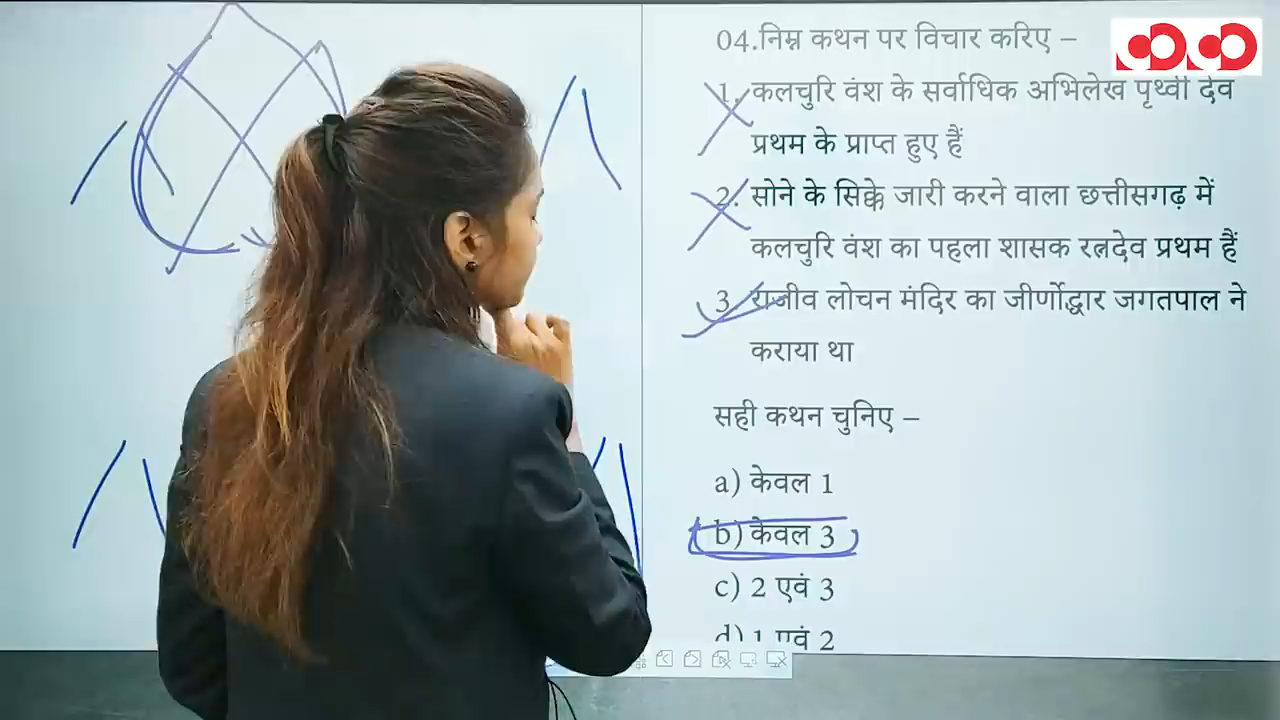 04.निम्न कथन पर विचार करिए –
1. कलचुरि वंश के सर्वाधिक अभिलेख पृथ्वी देव
प्रथम के प्राप्त हुए हैं
2. सोने के सिक्के जारी करने वाला छत्तीसगढ़ में
कलचुरि वंश का पहला शासक रत्नदेव प्रथम हैं
3. राजीव लोचन मंदिर का जीर्णोद्धार जगतपाल ने
कराया था
सही कथन चुनिए –
a) केवल 1
b) केवल 3
c) 2 एवं 3
d) 1 एवं 2